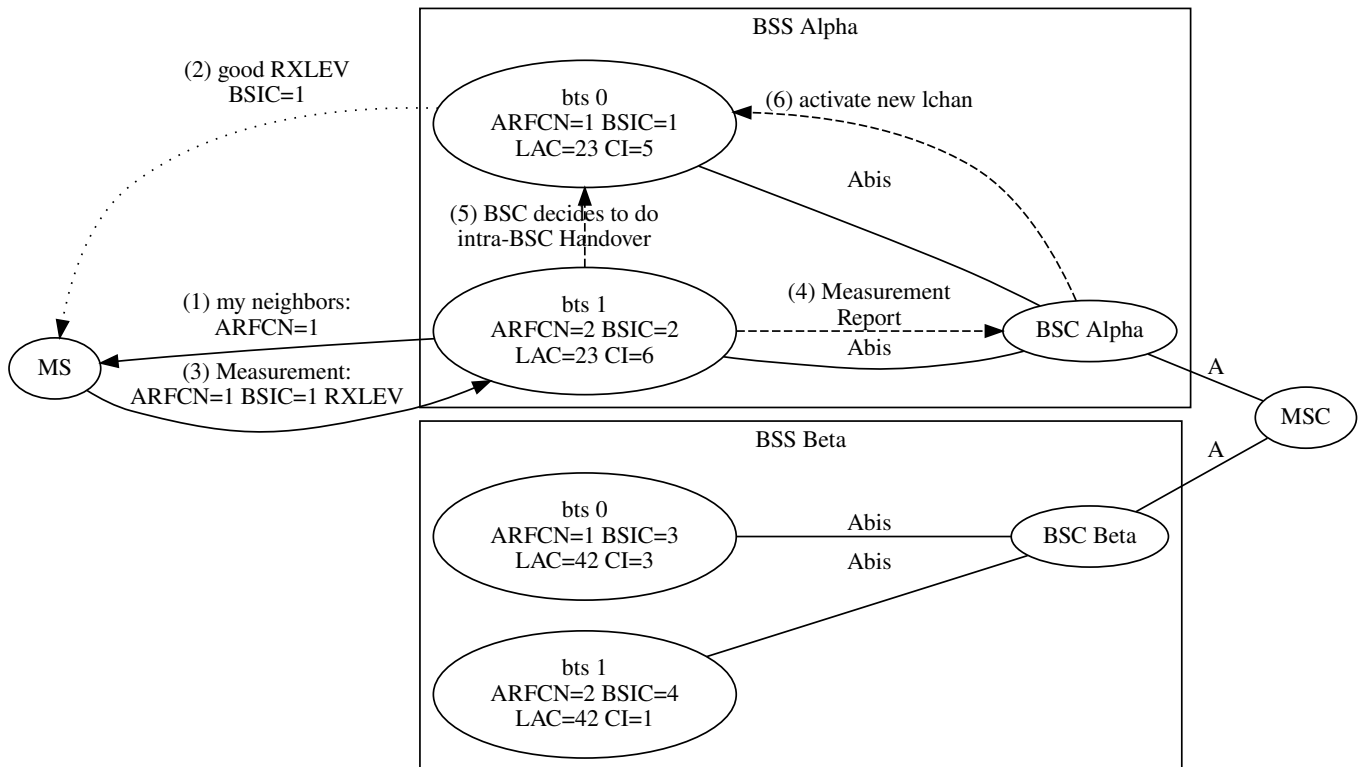 BSS Alpha
(2) good RXLEV
BSIC=1
bts 0
ARFCN=1 BSIC=1
LAC=23 CI=5
(6) activate new lchan
Abis
(5) BSC decides to do
intra-BSC Handover
(1) my neighbors:
ARFCN=1
bts 1
ARFCN=2 BSIC=2
LAC=23 CI=6
(4) Measurement
Report
Abis
BSC Alpha
MS
(3) Measurement:
ARFCN=1 BSIC=1 RXLEV
A
MSC
A
BSS Beta
bts 0
ARFCN=1 BSIC=3
LAC=42 CI=3
Abis
Abis
BSC Beta
bts 1
ARFCN=2 BSIC=4
LAC=42 CI=1